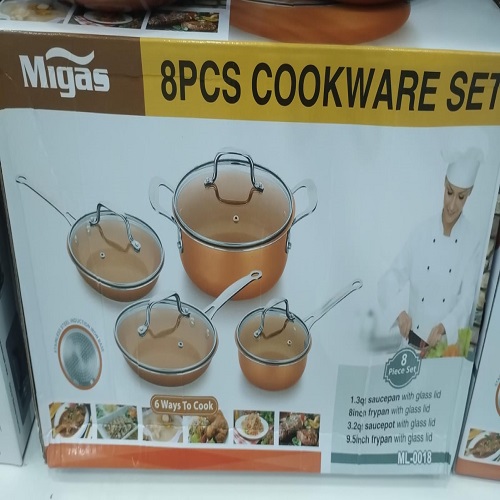 Migas
8PCS COOKWARE SET
8
Piece Set
1.3qt saucepan with glass lid
8inch frypan with glass lid
3.2qt saucepot with glass lid
9.5inch frypan with glass lid
6 Ways To Cook
ML-0018